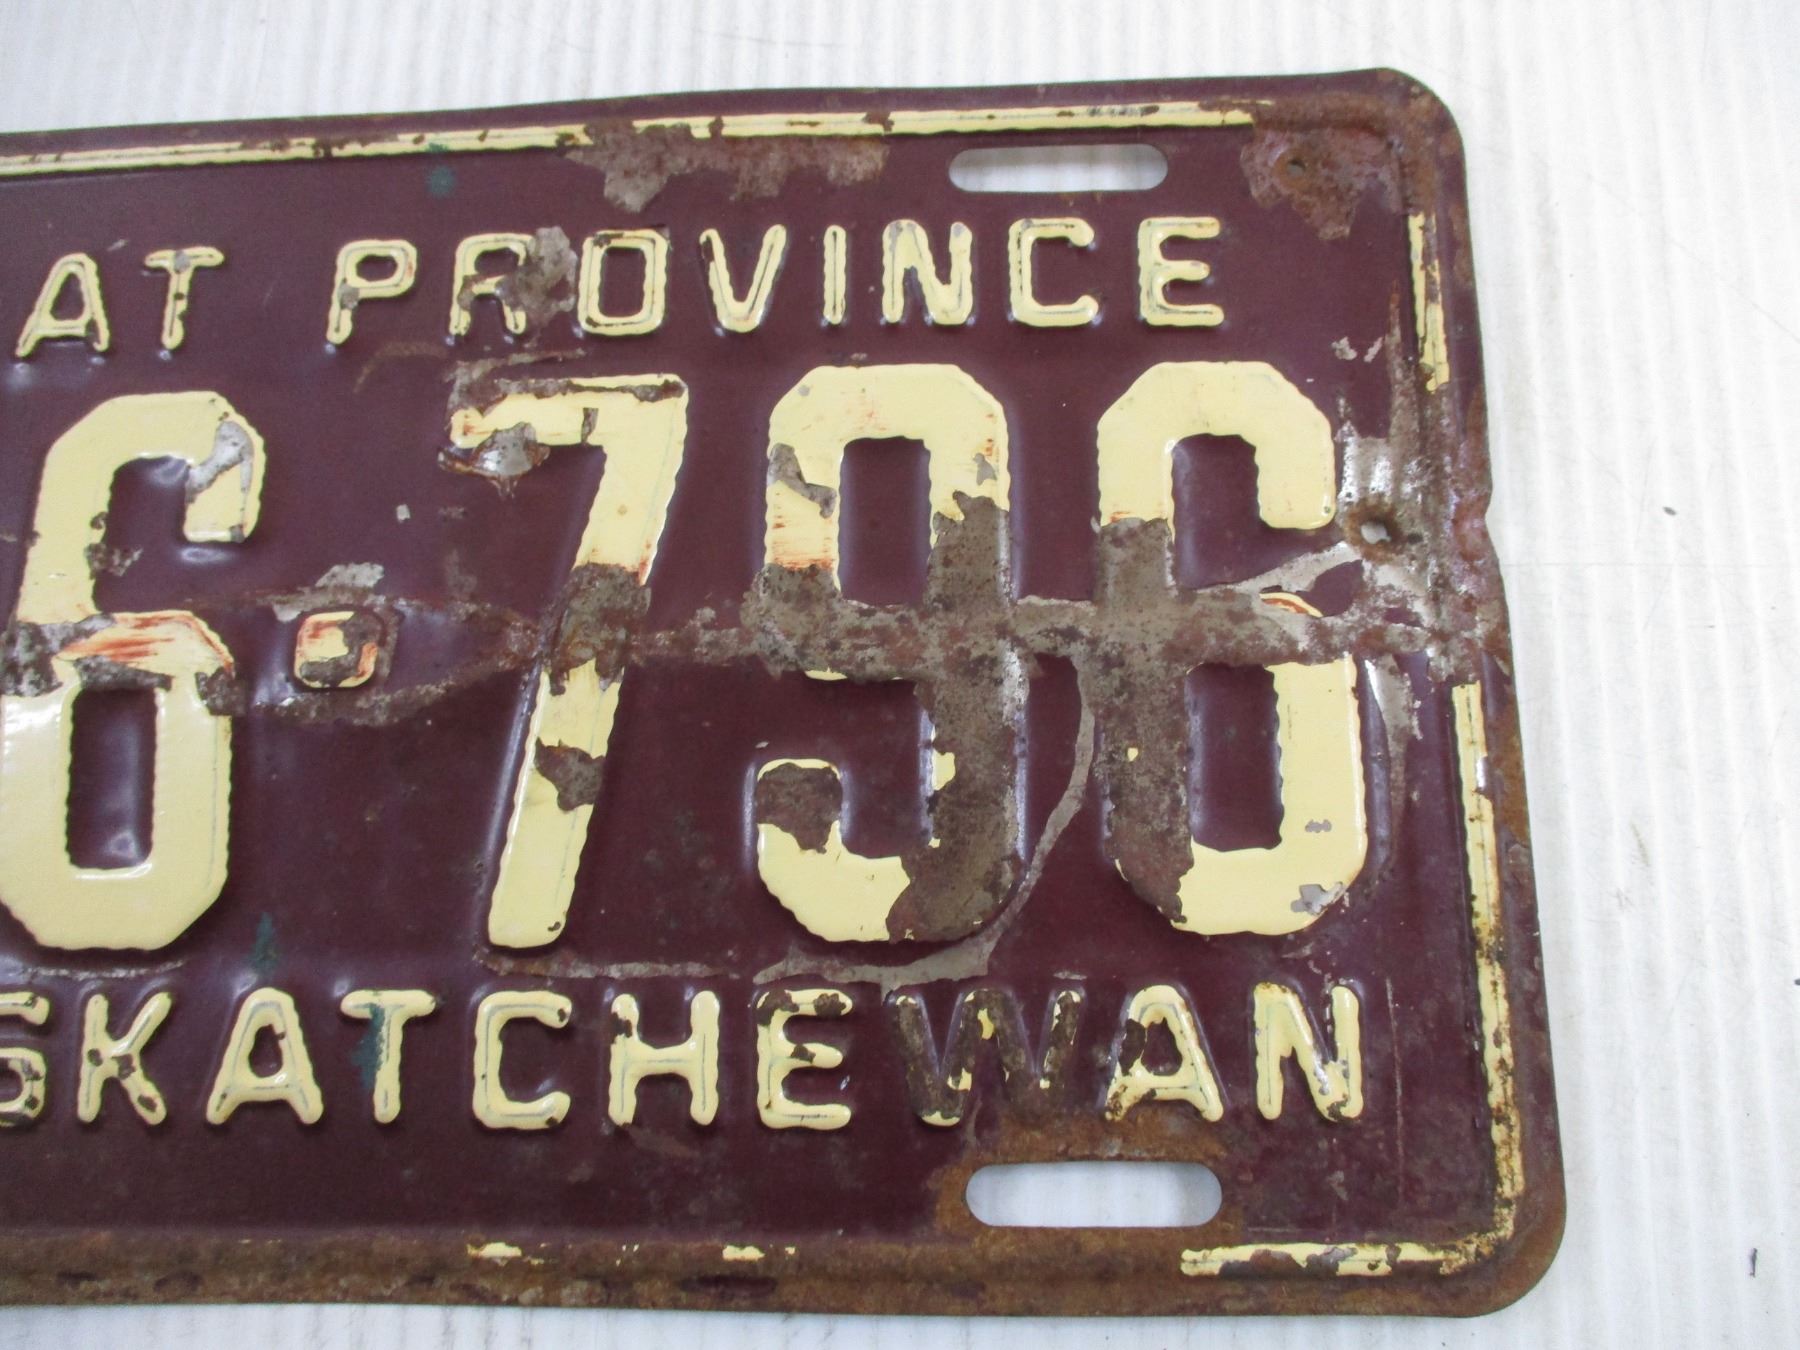 AT PROVINCE
6·796
SKATCHEWAN